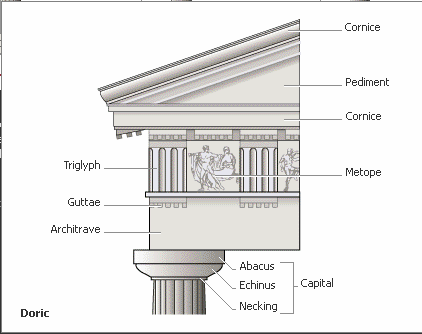 Cornice
Pediment
Cornice
Triglyph
Metope
Guttae
Architrave
Abacus
Echinus
Capital
Necking
Doric